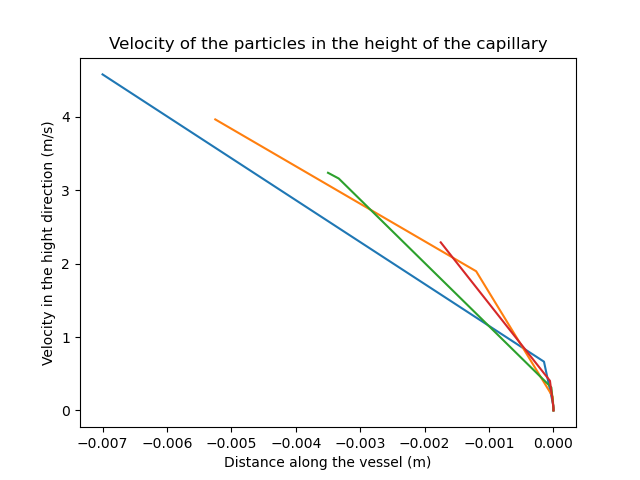 Velocity of the particles in the height of the capillary
Velocity in the hight direction (m/s)
4
3
2
1
0
−0.007 −0.006 −0.005 −0.004 −0.003 −0.002 −0.001 0.000
Distance along the vessel (m)